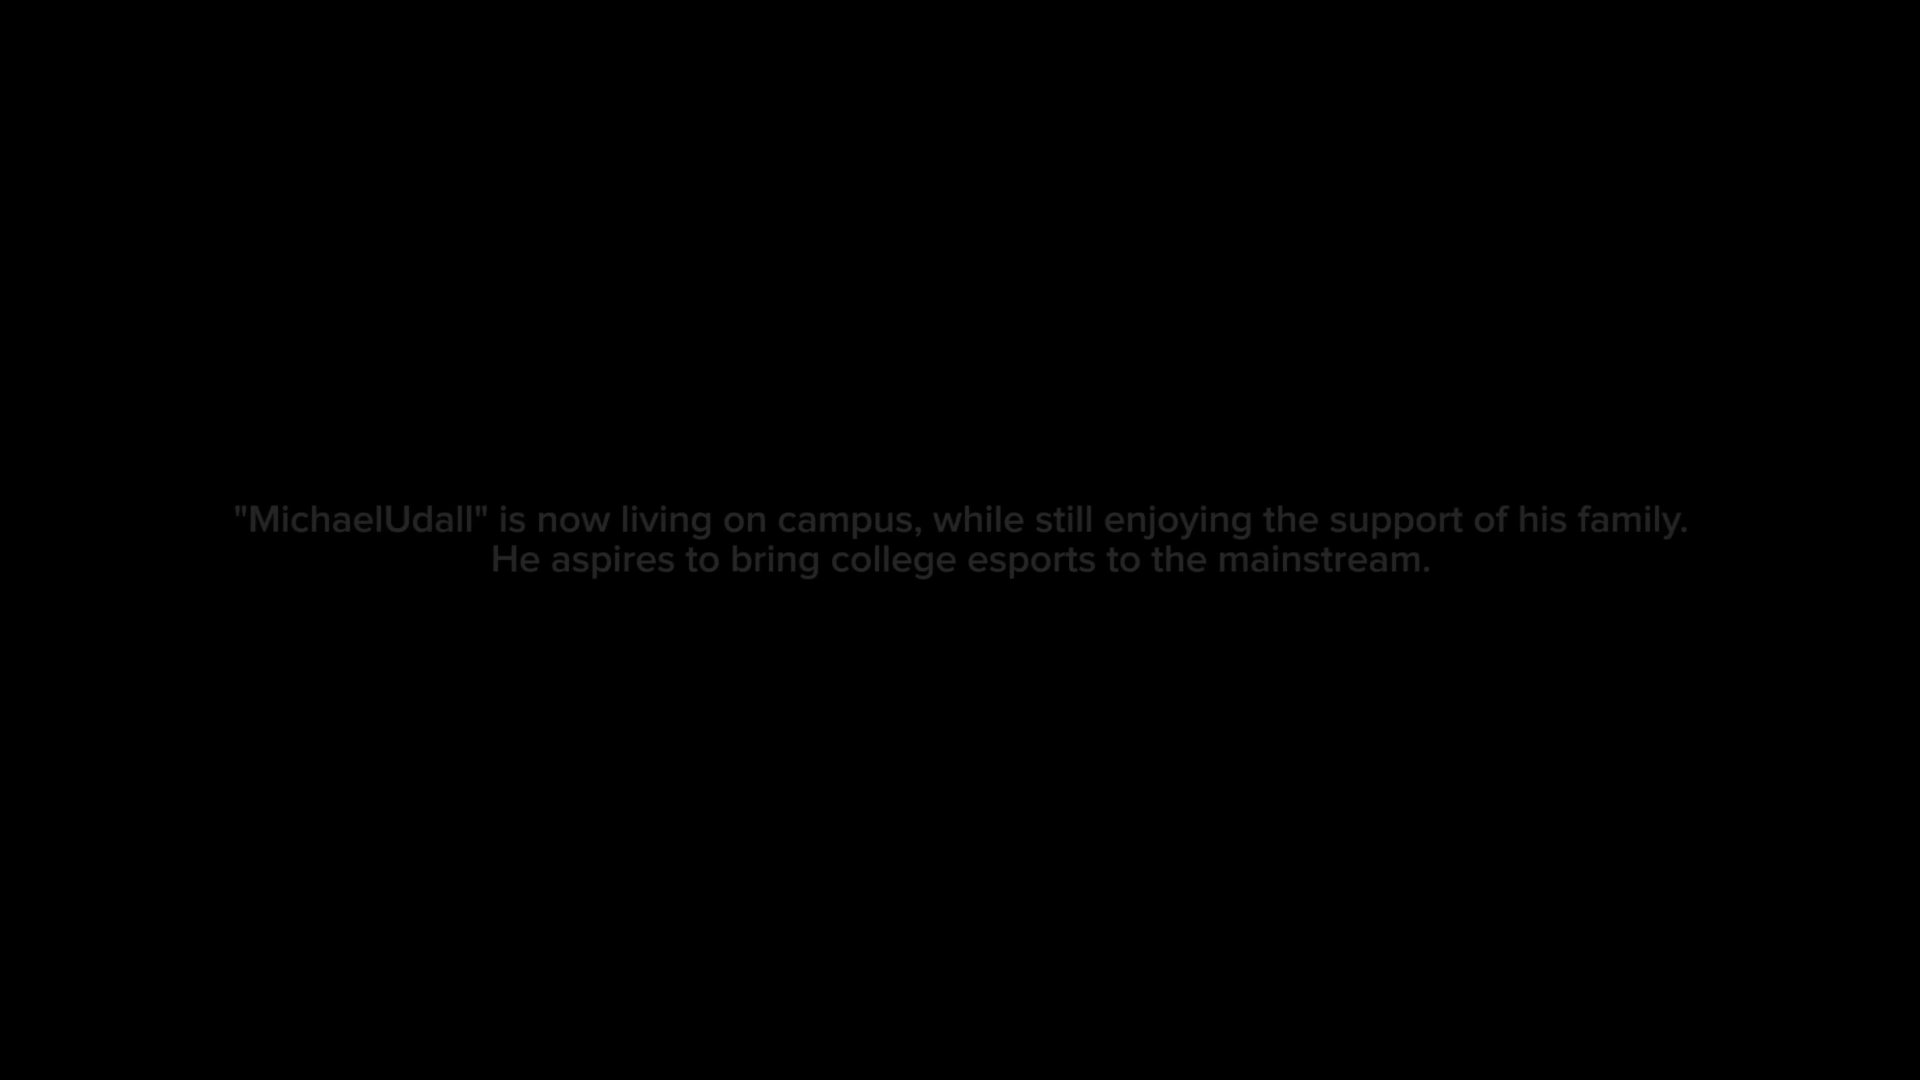 "MichaelUdall" is now living on campus, while still enjoying the support of his family.
He aspires to bring college esports to the mainstream.